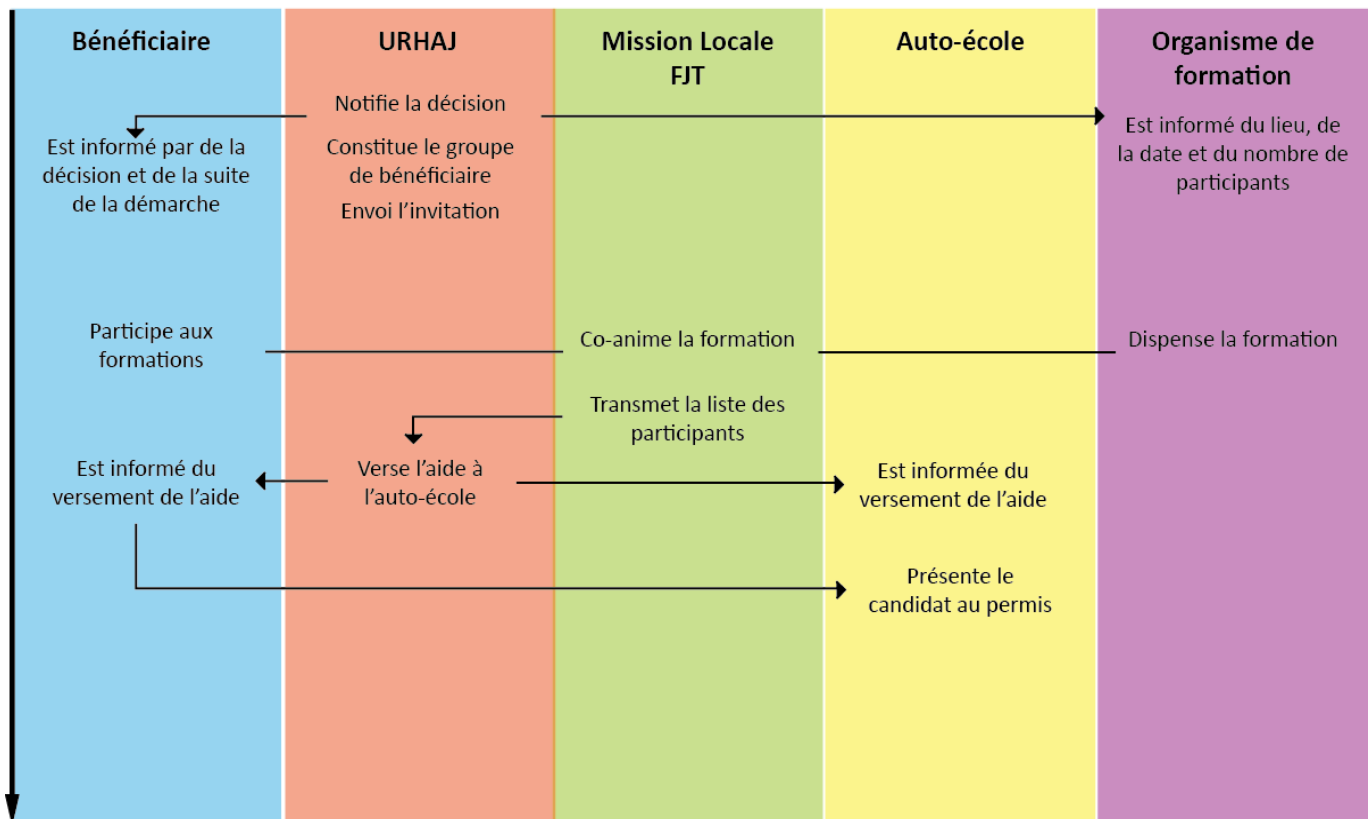 Bénéficiaire
URHAJ
Mission Locale
FJT
Auto-école
Organisme de
formation
Notifie la décision
Constitue le groupe
de bénéficiaire
Envoi l’invitation
Est informé par de la
décision et de la suite
de la démarche
Est informé du lieu, de
la date et du nombre de
participants
Participe aux
formations
Co-anime la formation
Dispense la formation
Transmet la liste des
participants
Est informé du
versement de l’aide
Verse l’aide à
l’auto-école
Est informée du
versement de l’aide
Présente le
candidat au permis